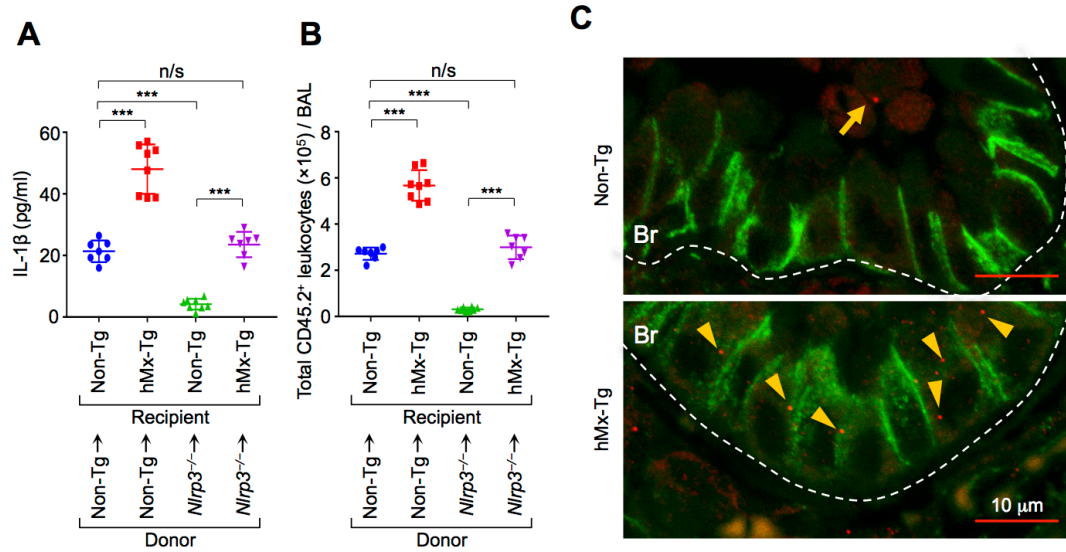 A
n/s
***
***
***
60
40
20
0
IL-1β (pg/ml)
Non-Tg
hMx-Tg
Non-Tg
hMx-Tg
Recipient
Non-Tg
Non-Tg
Nlrp3⁻/⁻
Nlrp3⁻/⁻
Donor
B
n/s
***
***
***
8
6
4
2
0
Total CD45.2⁺ leukocytes (×10⁵) / BAL
Non-Tg
hMx-Tg
Non-Tg
hMx-Tg
Recipient
Non-Tg
Non-Tg
Nlrp3⁻/⁻
Nlrp3⁻/⁻
Donor
C
Non-Tg
Br
hMx-Tg
Br
10 μm